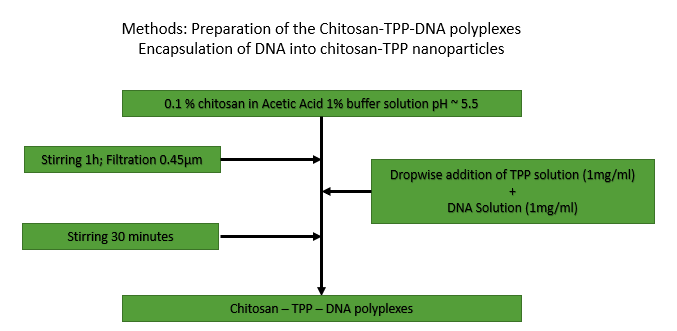 Methods: Preparation of the Chitosan-TPP-DNA polyplexes
Encapsulation of DNA into chitosan-TPP nanoparticles
0.1 % chitosan in Acetic Acid 1% buffer solution pH ~ 5.5
Stirring 1h; Filtration 0.45μm
Dropwise addition of TPP solution (1mg/ml)
+
DNA Solution (1mg/ml)
Stirring 30 minutes
Chitosan – TPP – DNA polyplexes